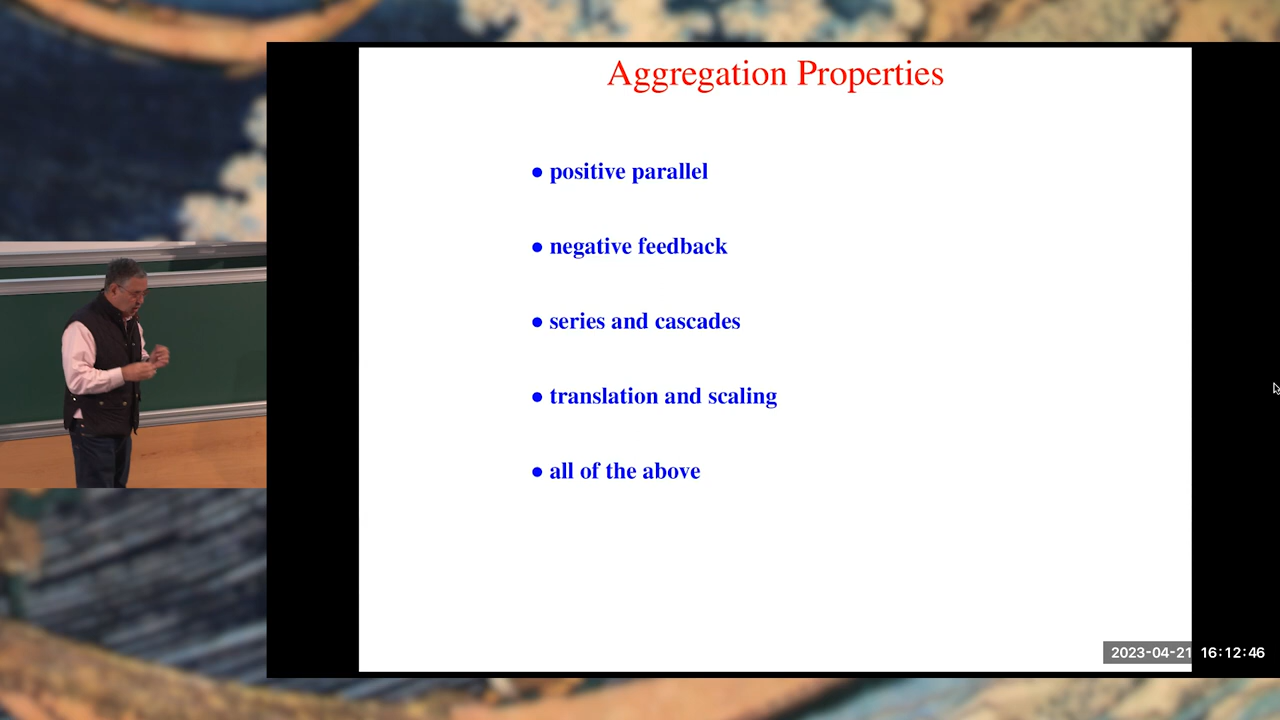 Aggregation Properties
• positive parallel
• negative feedback
• series and cascades
• translation and scaling
• all of the above
2023-04-21 16:12:46